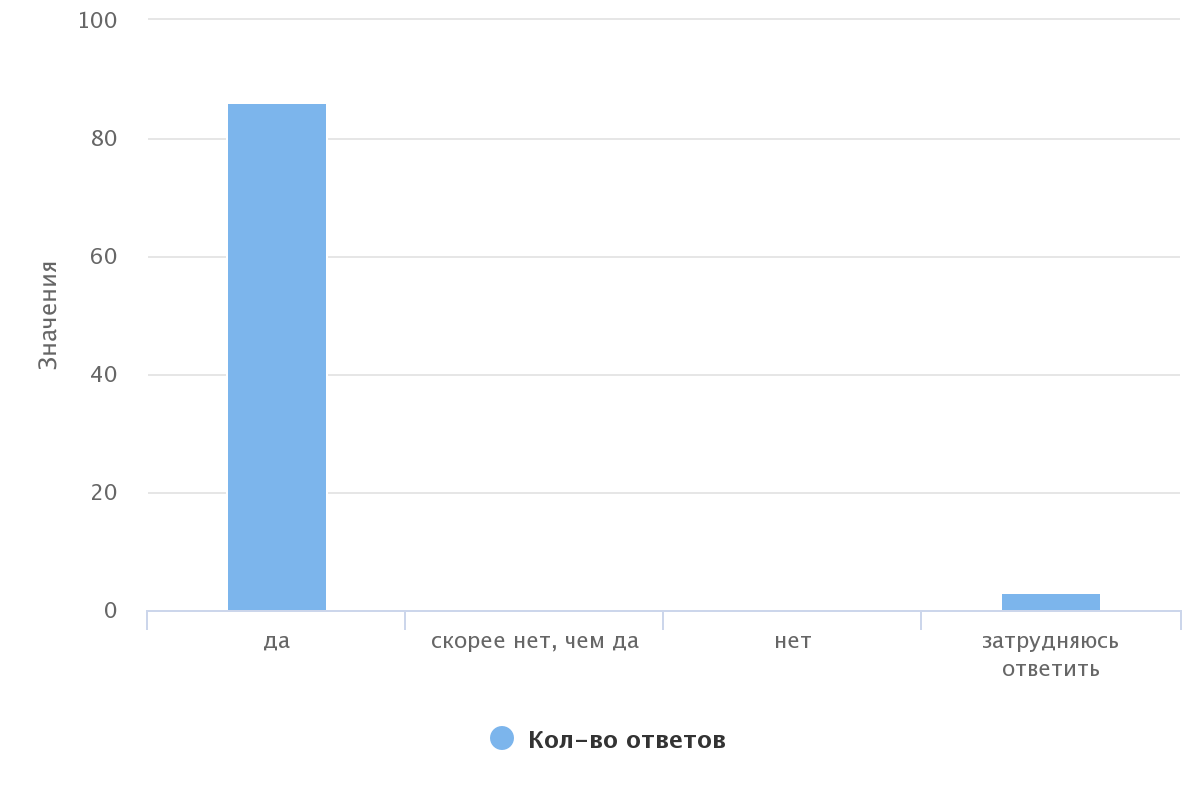 100
80
60
40
20
0
Значения
да
скорее нет, чем да
нет
затрудняюсь
ответить
Кол-во ответов